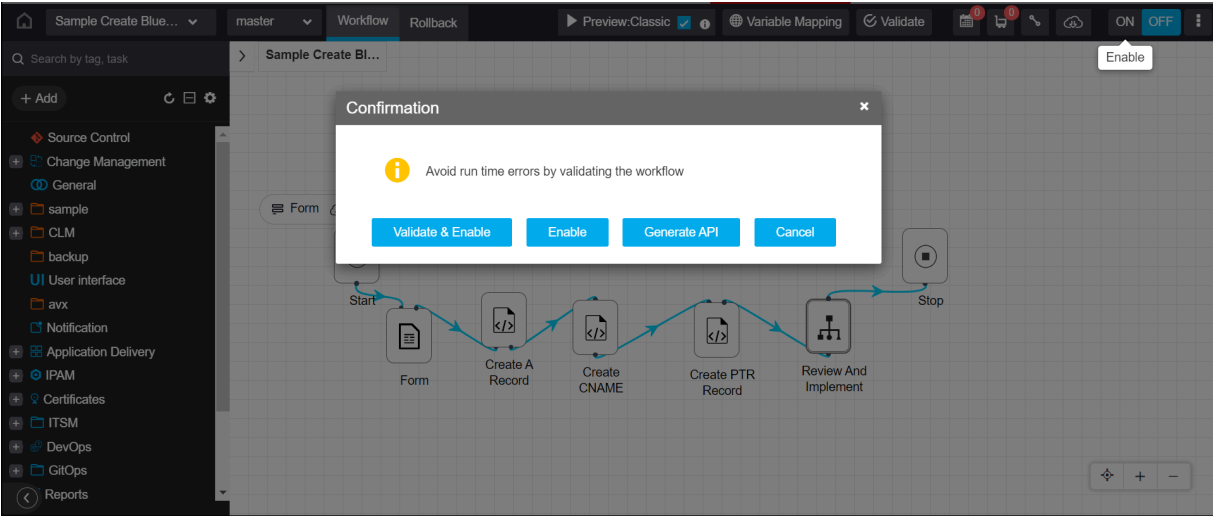 Sample Create Blue...
master
Workflow
Rollback
Preview:Classic
Variable Mapping
Validate
0
0
ON
OFF
Enable
Search by tag, task
Sample Create Bl...
+ Add
Source Control
Change Management
General
sample
CLM
backup
UI User interface
avx
Notification
Application Delivery
IPAM
Certificates
ITSM
DevOps
GitOps
Reports
Confirmation
Avoid run time errors by validating the workflow
Validate & Enable
Enable
Generate API
Cancel
Form
Start
Form
Create A
Record
Create
CNAME
Create PTR
Record
Review And
Implement
Stop